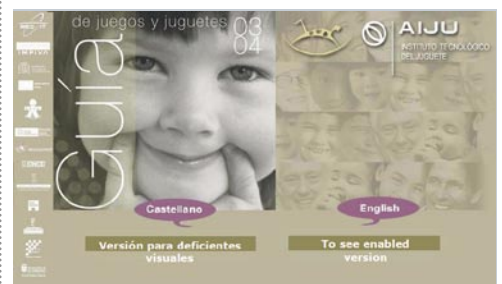 de juegos y juguetes
03
04
Guía
AIJU
INSTITUTO TECNOLÓGICO
DEL JUGUETE
Castellano
English
Versión para deficientes
visuales
To see enabled
version